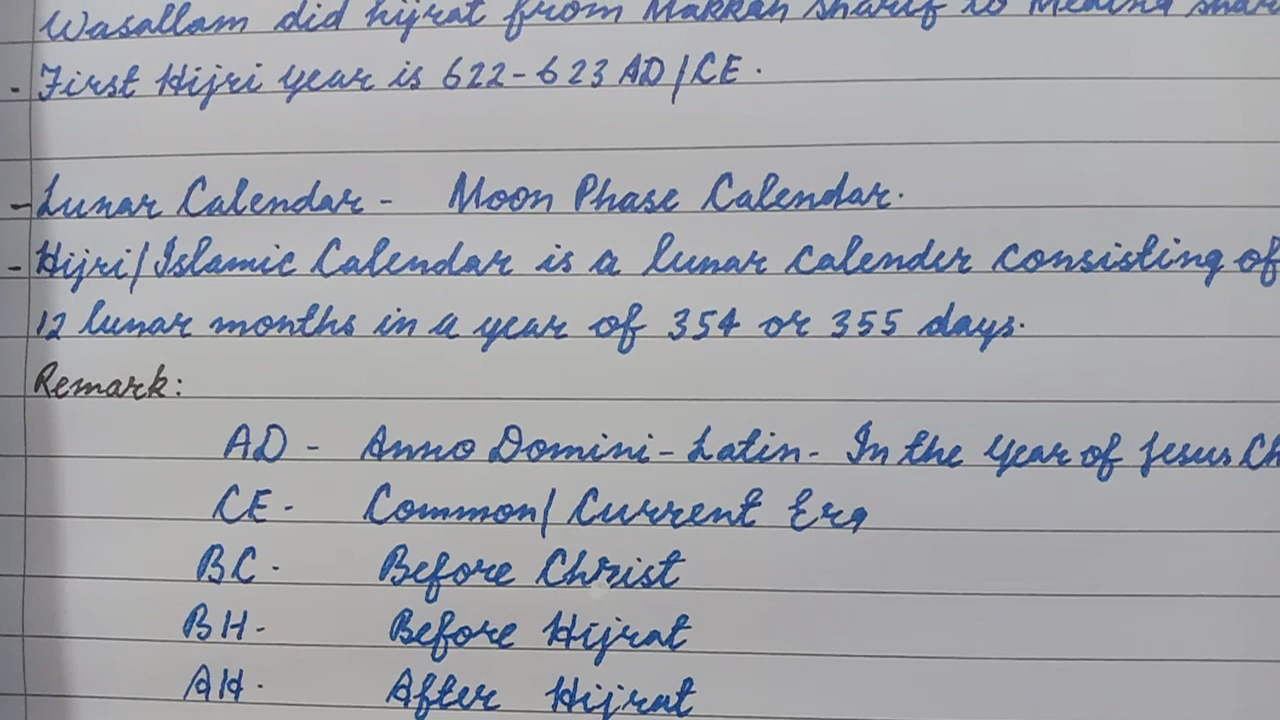 Wasallam did hijrat from Makkah Sharif to Medina Shar
- First Hijri year is 622-623 AD/CE.
- Lunar Calendar - Moon Phase Calendar.
- Hijri/Islamic Calendar is a lunar calender consisting of
12 lunar months in a year of 354 or 355 days.
Remark:
AD - Anno Domini - Latin - In the Year of Jesus Ch
CE - Common/Current Era
BC - Before Christ
BH - Before Hijrat
AH - After Hijrat